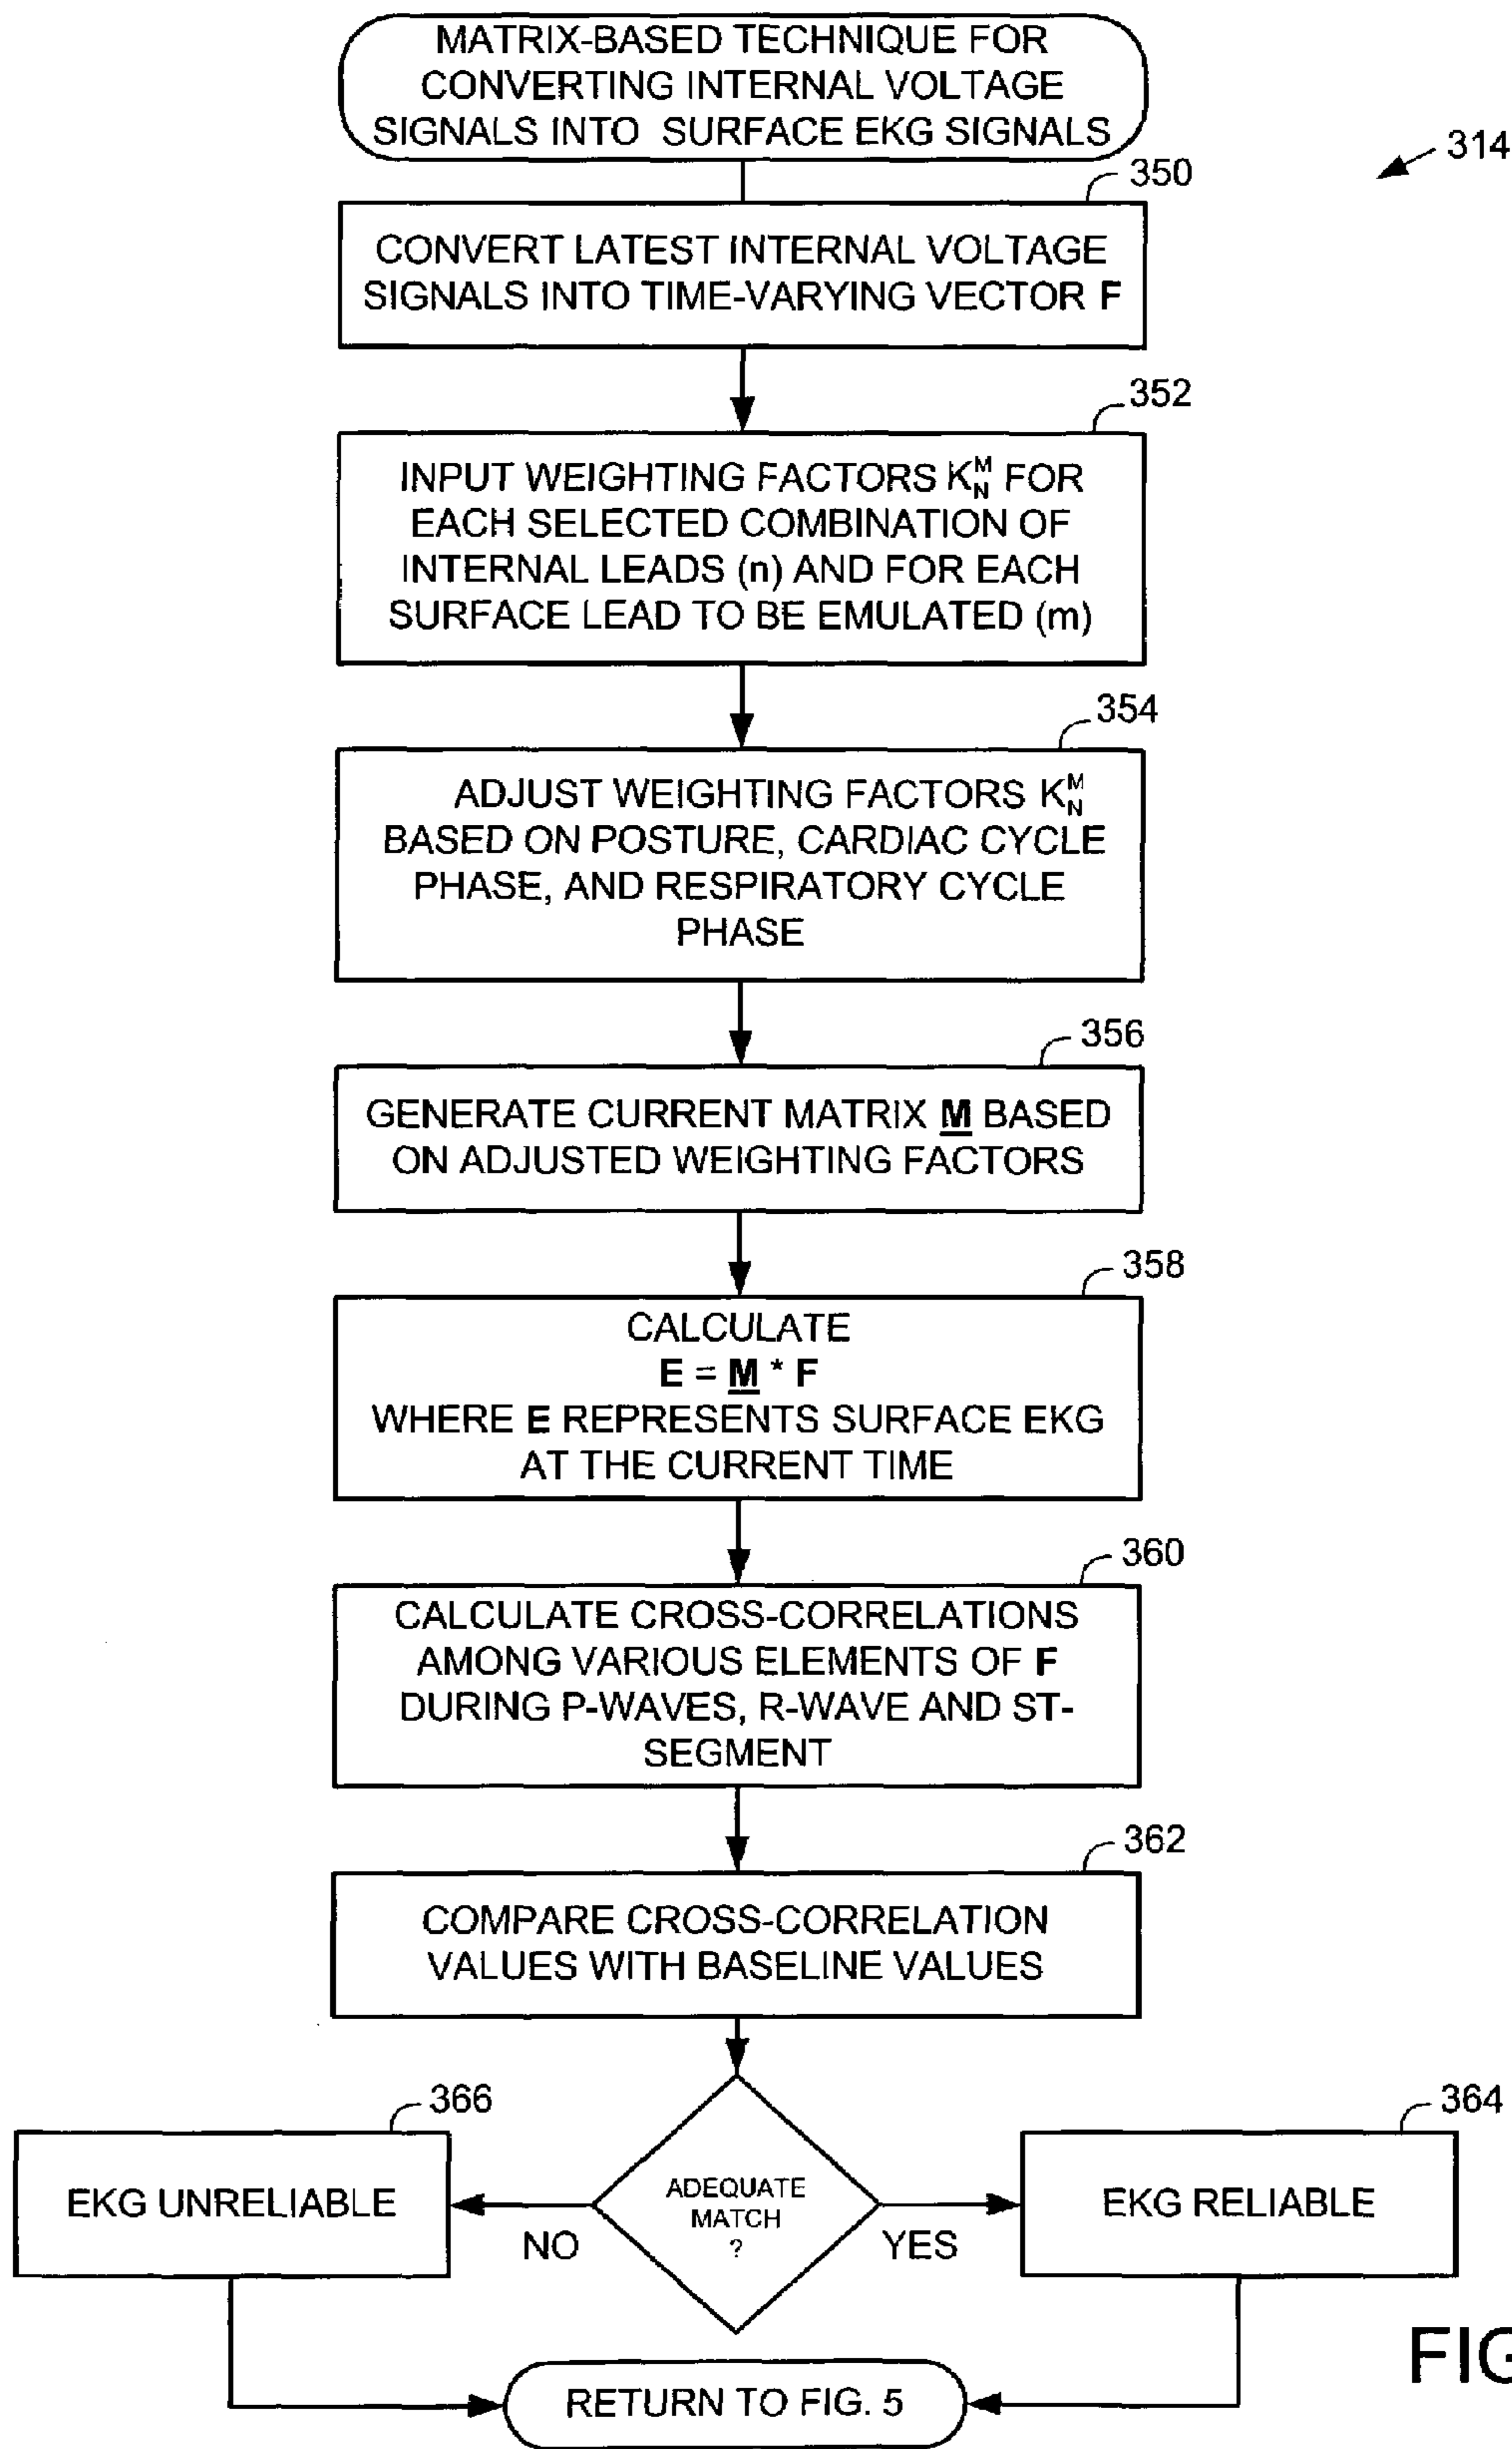 MATRIX-BASED TECHNIQUE FOR
CONVERTING INTERNAL VOLTAGE
SIGNALS INTO SURFACE EKG SIGNALS
314
350
CONVERT LATEST INTERNAL VOLTAGE
SIGNALS INTO TIME-VARYING VECTOR F
352
INPUT WEIGHTING FACTORS K_N^M FOR
EACH SELECTED COMBINATION OF
INTERNAL LEADS (n) AND FOR EACH
SURFACE LEAD TO BE EMULATED (m)
354
ADJUST WEIGHTING FACTORS K_N^M
BASED ON POSTURE, CARDIAC CYCLE
PHASE, AND RESPIRATORY CYCLE
PHASE
356
GENERATE CURRENT MATRIX M BASED
ON ADJUSTED WEIGHTING FACTORS
358
CALCULATE
E = M * F
WHERE E REPRESENTS SURFACE EKG
AT THE CURRENT TIME
360
CALCULATE CROSS-CORRELATIONS
AMONG VARIOUS ELEMENTS OF F
DURING P-WAVES, R-WAVE AND ST-
SEGMENT
362
COMPARE CROSS-CORRELATION
VALUES WITH BASELINE VALUES
366
364
EKG UNRELIABLE
ADEQUATE
MATCH
?
EKG RELIABLE
NO
YES
FIG
RETURN TO FIG. 5